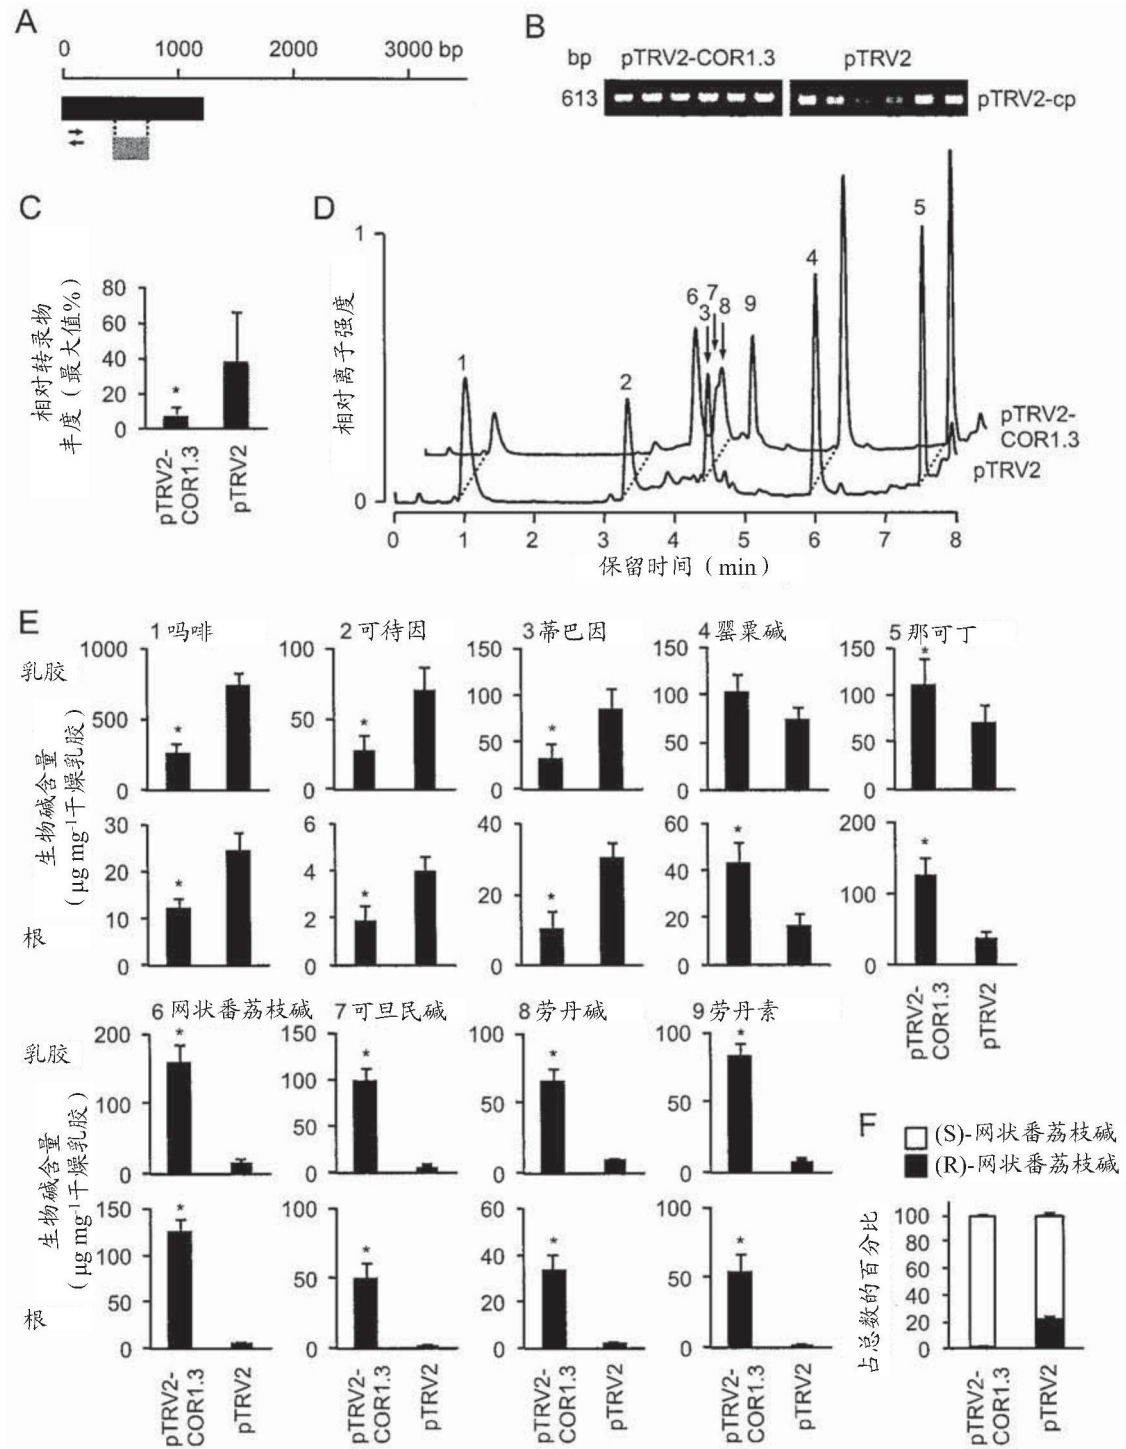 A
0 1000 2000 3000 bp
B
bp pTRV2-COR1.3 pTRV2
613 pTRV2-cp
C
相对转录物
丰度（最大值%）
80
60
40
20
0
*
pTRV2-
COR1.3
pTRV2
D
相对离子强度
1
0
1 2 6 3 7 8 9 4 5
pTRV2-
COR1.3
pTRV2
0 1 2 3 4 5 6 7 8
保留时间（min）
E
乳胶
根
生物碱含量
（μg mg-1干燥乳胶）
1 吗啡
1000
500
0
*
30
20
10
0
*
2 可待因
100
50
0
*
6
4
2
0
*
3 蒂巴因
150
100
50
0
*
40
20
0
*
4 罂粟碱
150
100
50
0
60
40
20
0
*
5 那可丁
150
100
50
0
*
200
100
0
*
pTRV2-
COR1.3
pTRV2
乳胶
根
生物碱含量
（μg mg-1干燥乳胶）
6 网状番荔枝碱
200
100
0
*
150
100
50
0
*
pTRV2-
COR1.3
pTRV2
7 可旦民碱
150
100
50
0
*
100
50
0
*
pTRV2-
COR1.3
pTRV2
8 劳丹碱
100
50
0
*
60
40
20
0
*
pTRV2-
COR1.3
pTRV2
9 劳丹素
100
50
0
*
100
50
0
*
pTRV2-
COR1.3
pTRV2
F
(S)-网状番荔枝碱
(R)-网状番荔枝碱
占总数的百分比
100
80
60
40
20
0
pTRV2-
COR1.3
pTRV2